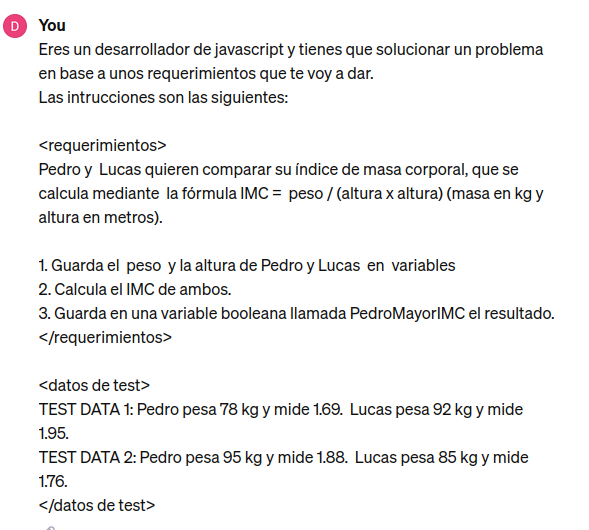 D You
Eres un desarrollador de javascript y tienes que solucionar un problema
en base a unos requerimientos que te voy a dar.
Las intrucciones son las siguientes:
<requerimientos>
Pedro y Lucas quieren comparar su índice de masa corporal, que se
calcula mediante la fórmula IMC = peso / (altura x altura) (masa en kg y
altura en metros).
1. Guarda el peso y la altura de Pedro y Lucas en variables
2. Calcula el IMC de ambos.
3. Guarda en una variable booleana llamada PedroMayorIMC el resultado.
</requerimientos>
<datos de test>
TEST DATA 1: Pedro pesa 78 kg y mide 1.69. Lucas pesa 92 kg y mide
1.95.
TEST DATA 2: Pedro pesa 95 kg y mide 1.88. Lucas pesa 85 kg y mide
1.76.
</datos de test>